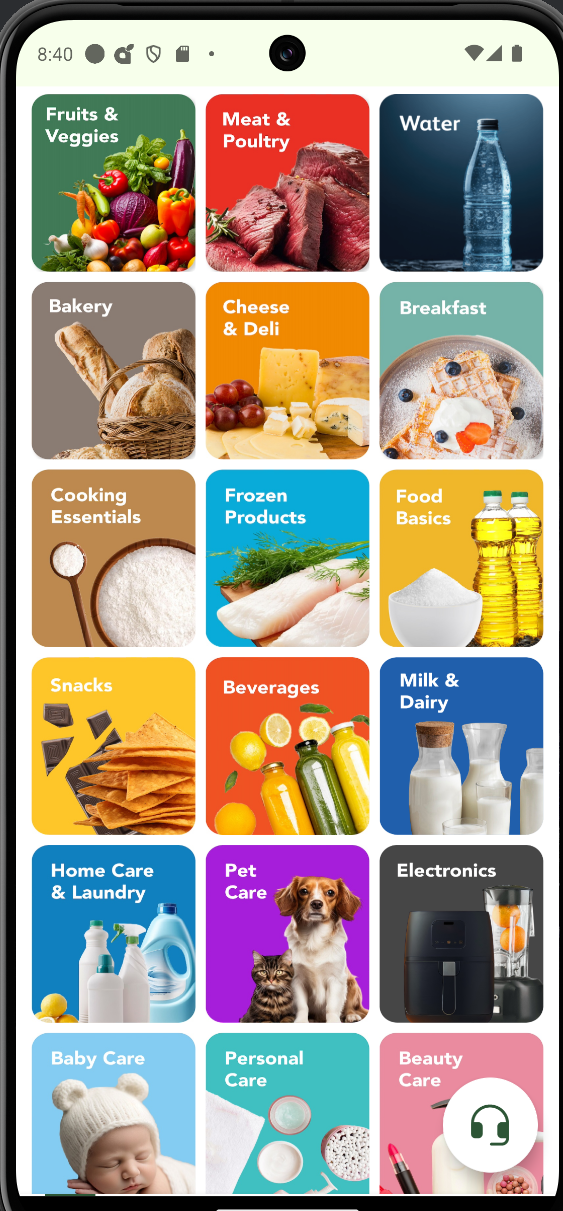 8:40
Fruits &
Veggies
Meat &
Poultry
Water
Bakery
Cheese
& Deli
Breakfast
Cooking
Essentials
Frozen
Products
Food
Basics
Snacks
Beverages
Milk &
Dairy
Home Care
& Laundry
Pet
Care
Electronics
Baby Care
Personal
Care
Beauty
Care